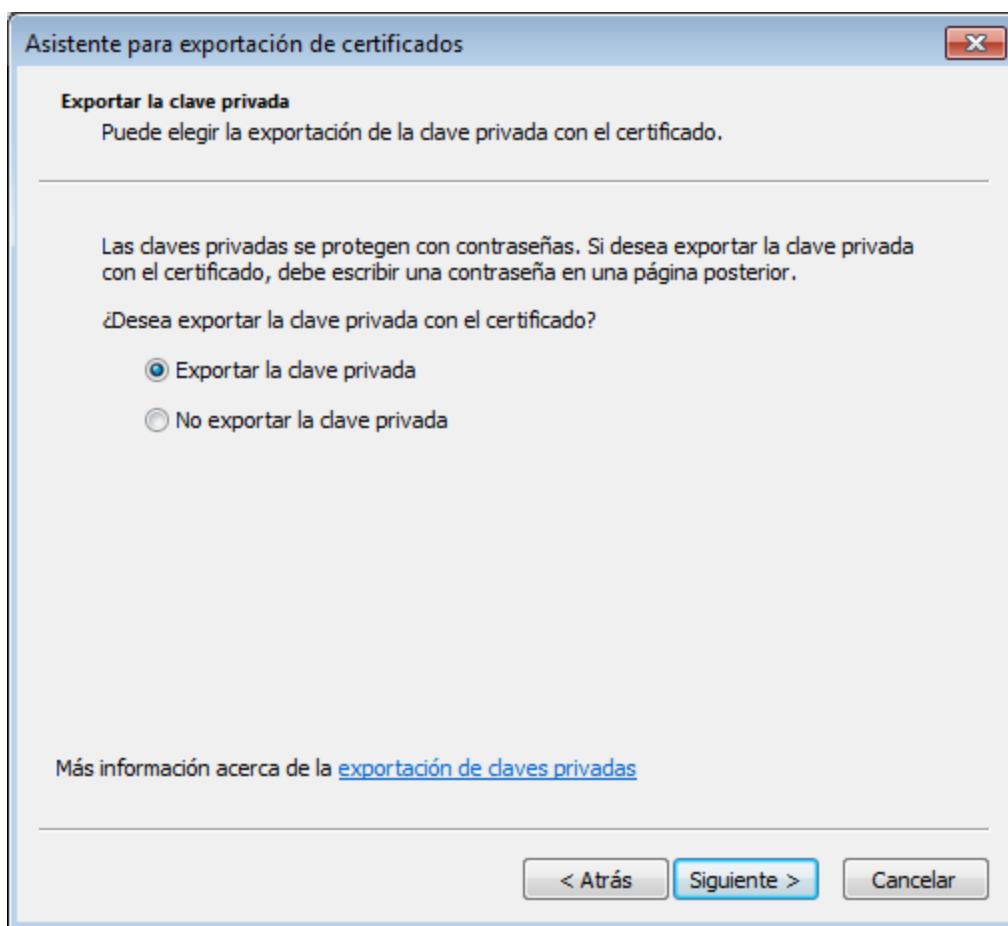 Asistente para exportación de certificados
Exportar la clave privada
Puede elegir la exportación de la clave privada con el certificado.
Las claves privadas se protegen con contraseñas. Si desea exportar la clave privada
con el certificado, debe escribir una contraseña en una página posterior.
¿Desea exportar la clave privada con el certificado?
Exportar la clave privada
No exportar la clave privada
Más información acerca de la exportación de claves privadas
< Atrás Siguiente > Cancelar